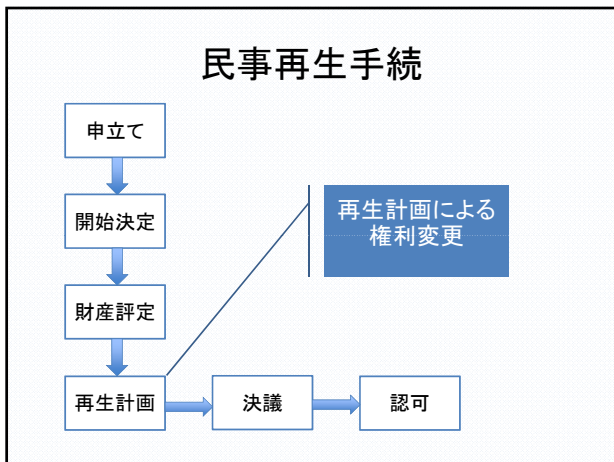 民事再生手続
申立て
開始決定
再生計画による
権利変更
財産評定
再生計画
決議
認可